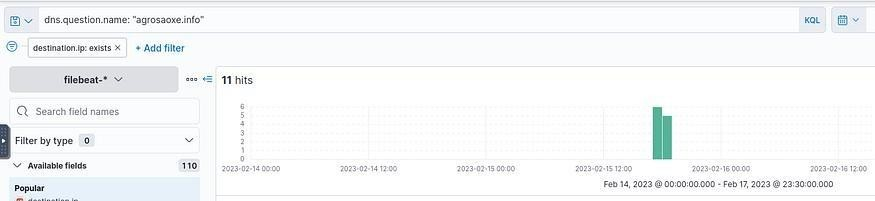 dns.question.name: "agrosaoxe.info"
KQL
destination.ip: exists ×
+ Add filter
filebeat-*
11 hits
Search field names
Filter by type 0
Available fields 110
Popular
destination.ip
6
5
4
3
2
1
0
2023-02-14 00:00 2023-02-14 12:00 2023-02-15 00:00 2023-02-15 12:00 2023-02-16 00:00 2023-02-16 12:00
Feb 14, 2023 @ 00:00:00.000 - Feb 17, 2023 @ 23:30:00.000